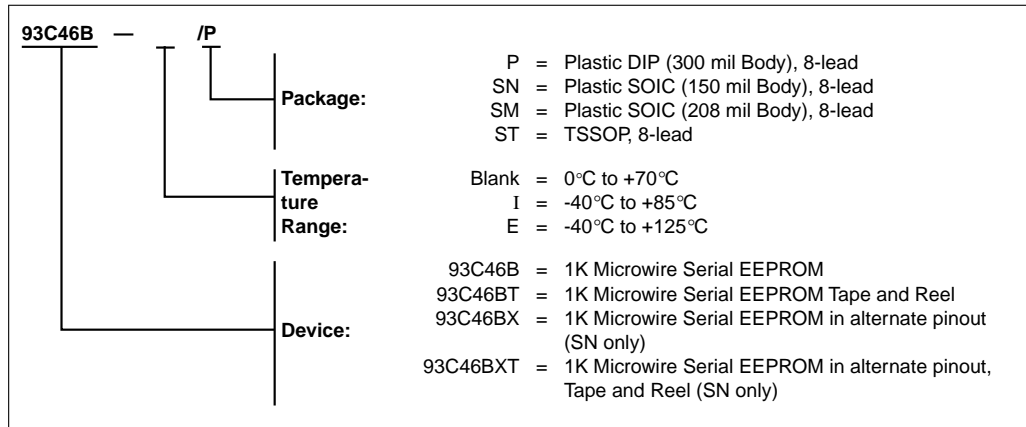 93C46B — /P
Package:
P = Plastic DIP (300 mil Body), 8-lead
SN = Plastic SOIC (150 mil Body), 8-lead
SM = Plastic SOIC (208 mil Body), 8-lead
ST = TSSOP, 8-lead
Tempera-
ture
Range:
Blank = 0°C to +70°C
I = -40°C to +85°C
E = -40°C to +125°C
Device:
93C46B = 1K Microwire Serial EEPROM
93C46BT = 1K Microwire Serial EEPROM Tape and Reel
93C46BX = 1K Microwire Serial EEPROM in alternate pinout
(SN only)
93C46BXT = 1K Microwire Serial EEPROM in alternate pinout,
Tape and Reel (SN only)